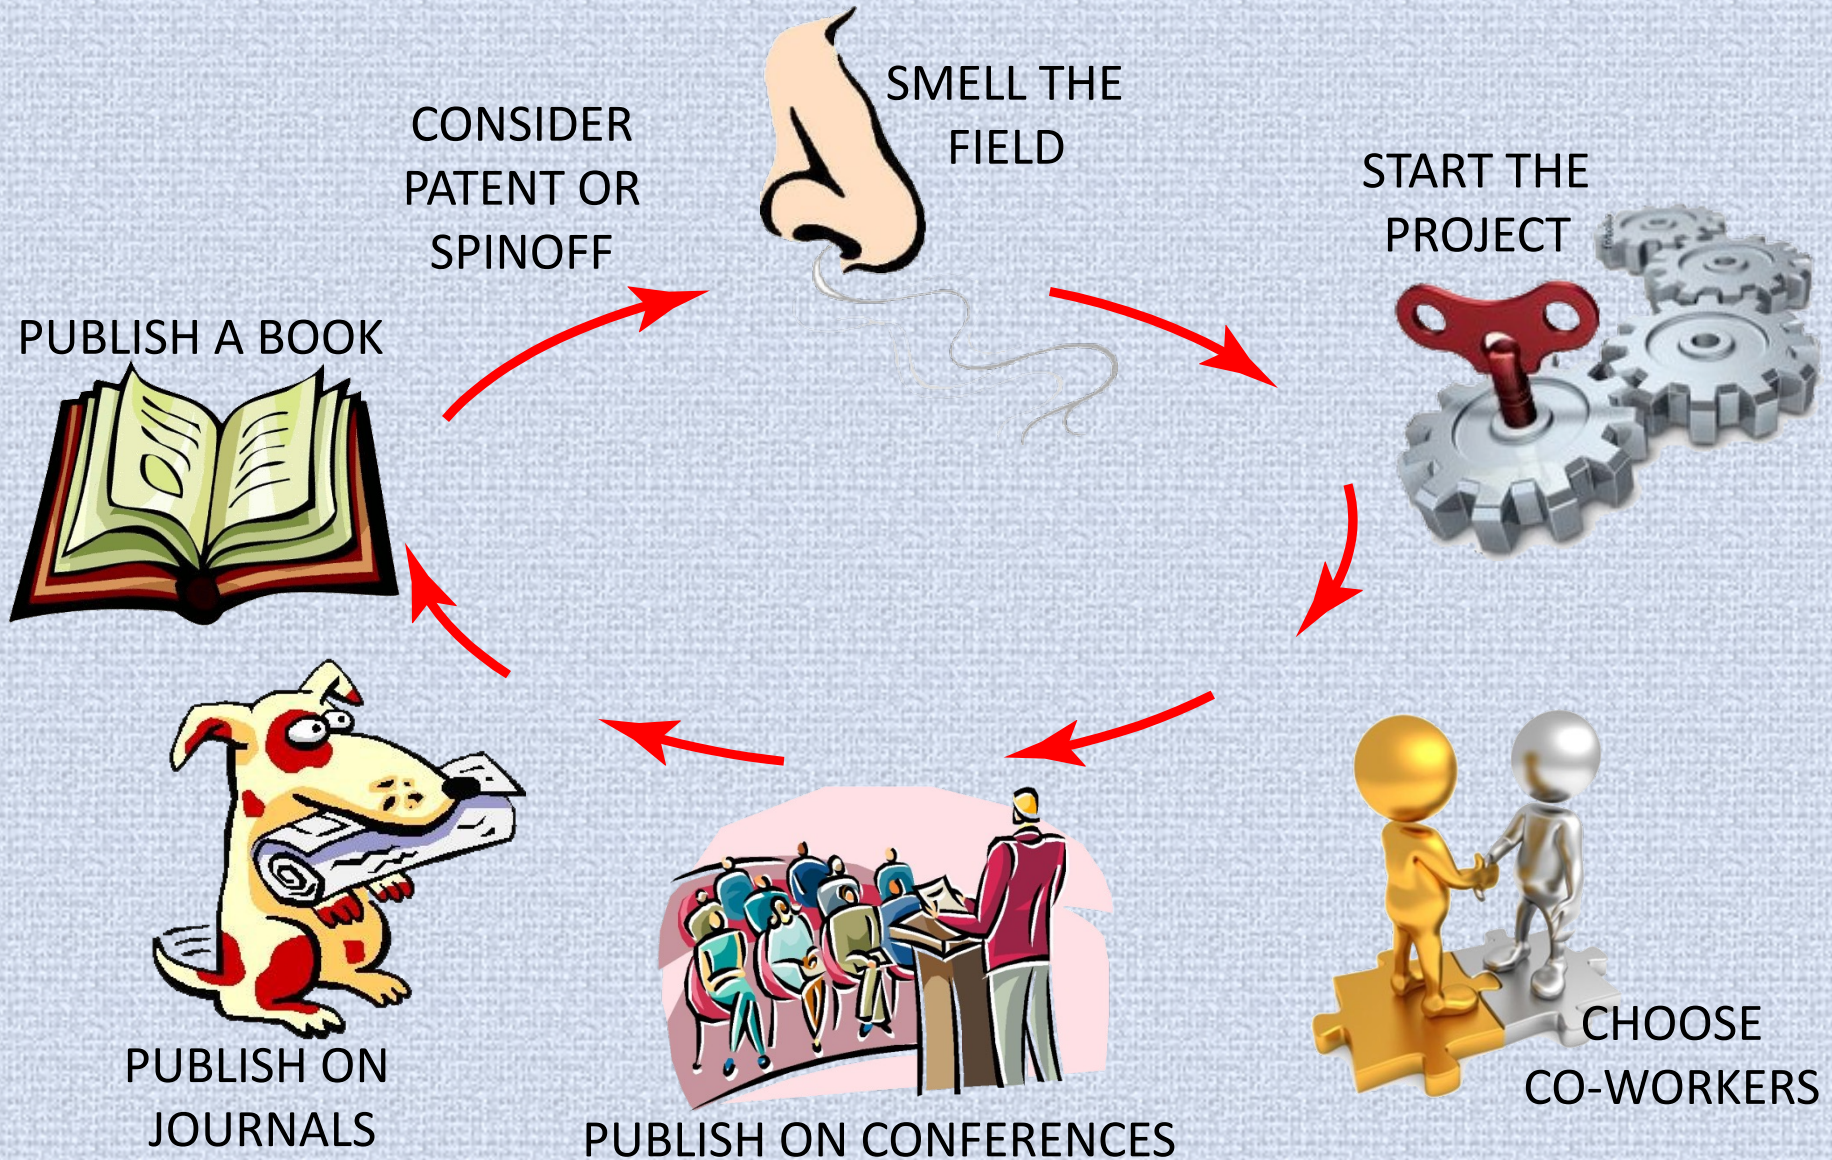 SMELL THE
FIELD
START THE
PROJECT
CHOOSE
CO-WORKERS
PUBLISH ON CONFERENCES
PUBLISH ON
JOURNALS
PUBLISH A BOOK
CONSIDER
PATENT OR
SPINOFF